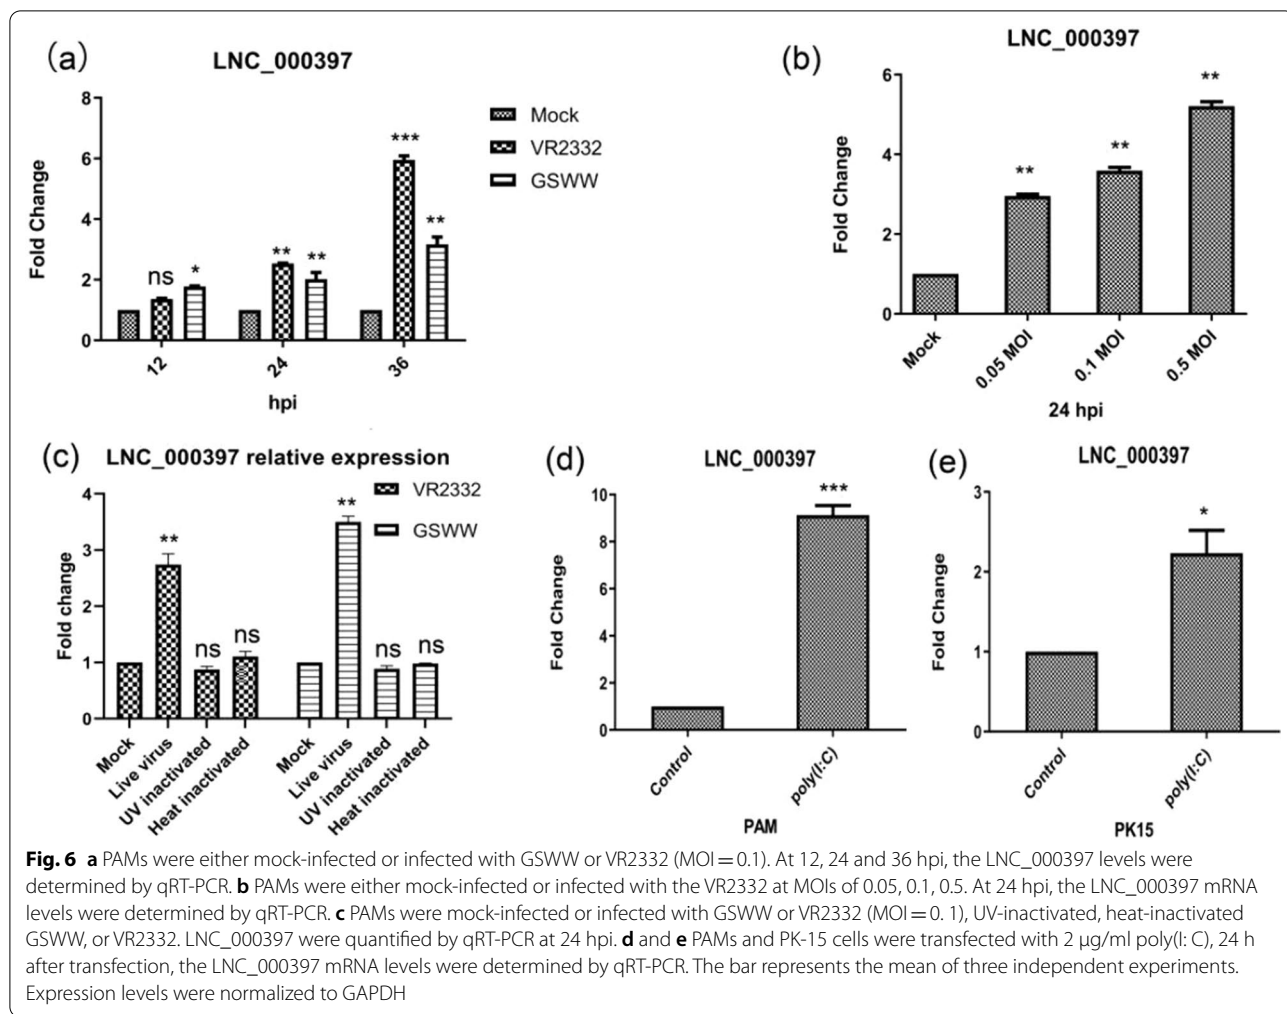 (a)
LNC_000397
Fold Change
8
6
4
2
0
ns
*
**
**
***
**
12
24
36
hpi
Mock
VR2332
GSWW
(b)
LNC_000397
Fold Change
6
4
2
0
**
**
**
Mock
0.05 MOI
0.1 MOI
0.5 MOI
24 hpi
(c)
LNC_000397 relative expression
Fold change
4
3
2
1
0
**
ns
ns
**
ns
ns
VR2332
GSWW
Mock
Live virus
UV inactivated
Heat inactivated
Mock
Live virus
UV inactivated
Heat inactivated
(d)
LNC_000397
Fold Change
10
8
6
4
2
0
***
Control
poly(I:C)
PAM
(e)
LNC_000397
Fold Change
3
2
1
0
*
Control
poly(I:C)
PK15
Fig. 6 a PAMs were either mock-infected or infected with GSWW or VR2332 (MOI = 0.1). At 12, 24 and 36 hpi, the LNC_000397 levels were
determined by qRT-PCR. b PAMs were either mock-infected or infected with the VR2332 at MOIs of 0.05, 0.1, 0.5. At 24 hpi, the LNC_000397 mRNA
levels were determined by qRT-PCR. c PAMs were mock-infected or infected with GSWW or VR2332 (MOI = 0. 1), UV-inactivated, heat-inactivated
GSWW, or VR2332. LNC_000397 were quantified by qRT-PCR at 24 hpi. d and e PAMs and PK-15 cells were transfected with 2 μg/ml poly(I: C), 24 h
after transfection, the LNC_000397 mRNA levels were determined by qRT-PCR. The bar represents the mean of three independent experiments.
Expression levels were normalized to GAPDH